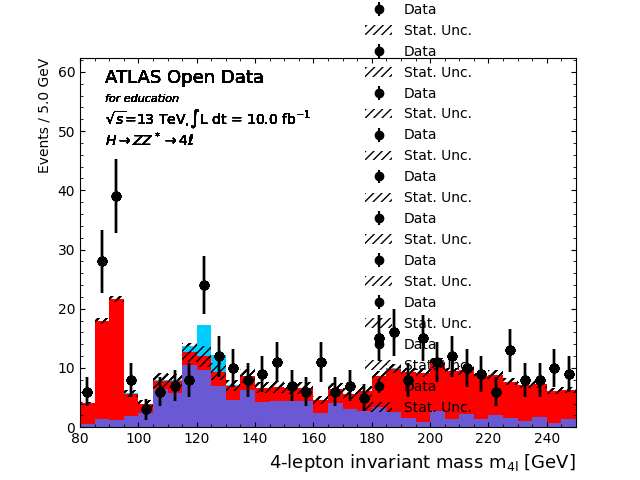 Data
Stat. Unc.
Data
Stat. Unc.
Data
Stat. Unc.
Data
Stat. Unc.
Data
Stat. Unc.
Data
Stat. Unc.
Data
Stat. Unc.
Data
Stat. Unc.
Data
Stat. Unc.
Data
Stat. Unc.
ATLAS Open Data
for education
√s=13 TeV,∫L dt = 10.0 fb⁻¹
H→ZZ*→4ℓ
Events / 5.0 GeV
60
50
40
30
20
10
0
80 100 120 140 160 180 200 220 240
4-lepton invariant mass m₄ₗ [GeV]